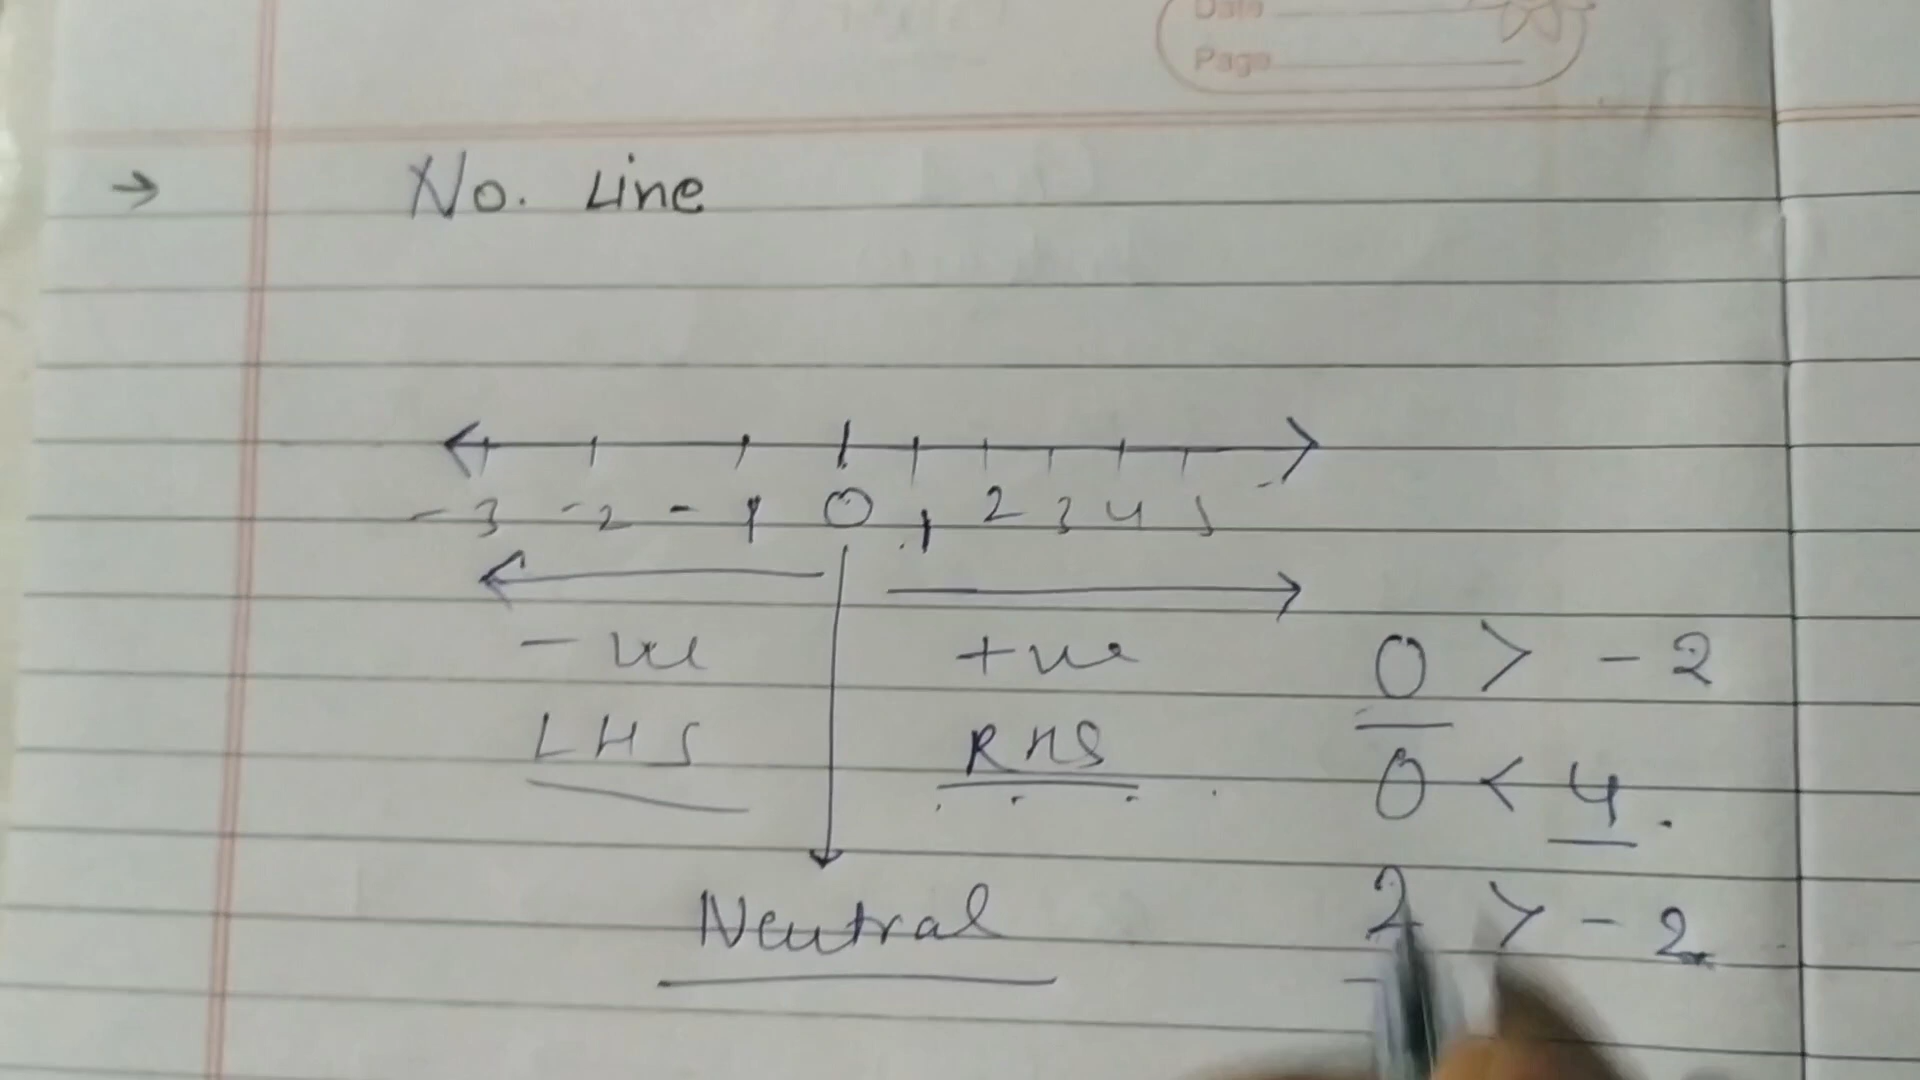 Date
Page
→ No. Line
-3 -2 -1 0 1 2 3 4 5
-ve +ve 0 > -2
LHS RHS 0 < 4.
Neutral 2 > -2